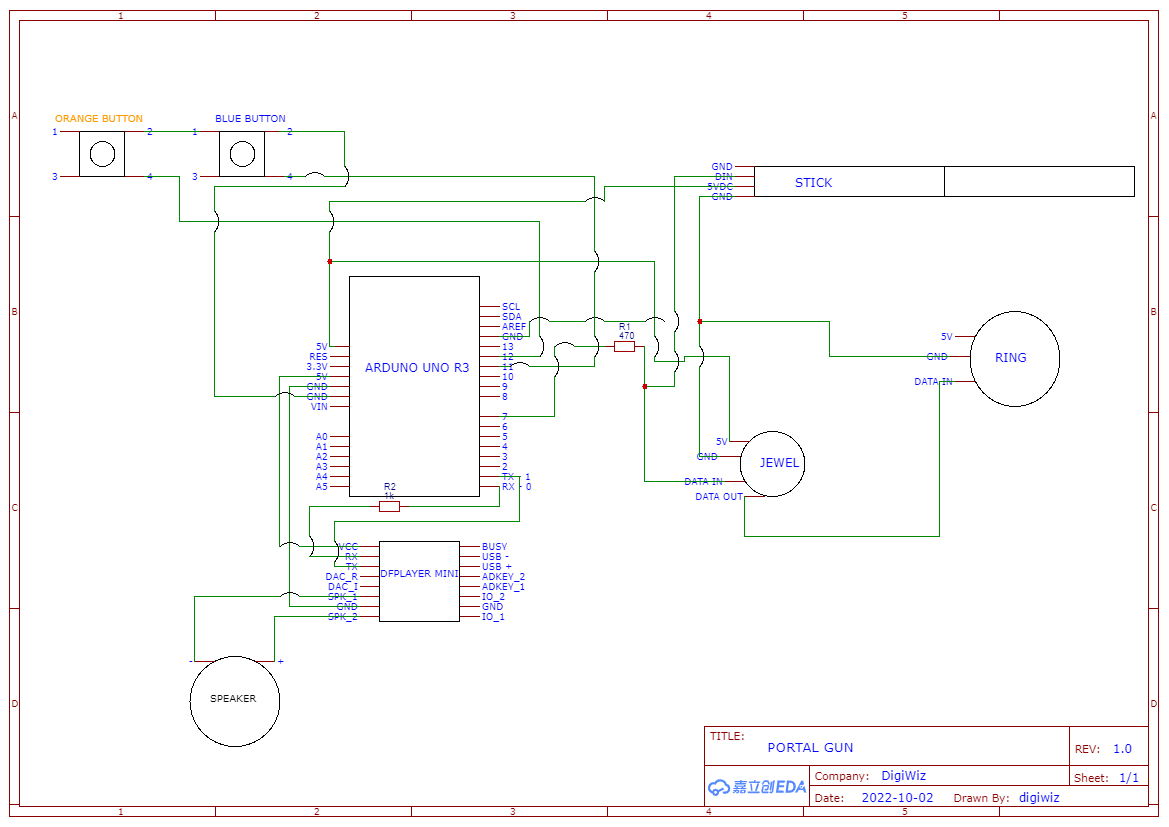 1 2 3 4 5
A A
B B
C C
D D
ORANGE BUTTON
1 2
3 4
BLUE BUTTON
1 2
3 4
GND
DIN
5VDC
GND
STICK
ARDUNO UNO R3
5V
RES
3.3V
5V
GND
GND
VIN
A0
A1
A2
A3
A4
A5
SCL
SDA
AREF
GND
13
12
11
10
9
8
7
6
5
4
3
2
TX - 1
RX - 0
R1
470
R2
1k
5V
GND
DATA IN
RING
5V
GND
DATA IN
DATA OUT
JEWEL
VCC
RX
TX
DAC_R
DAC_I
SPK_1
GND
SPK_2
DFPLAYER MINI
BUSY
USB -
USB +
ADKEY_2
ADKEY_1
IO_2
GND
IO_1
- +
SPEAKER
TITLE:
PORTAL GUN
REV: 1.0
嘉立创EDA
Company: DigiWiz
Sheet: 1/1
Date: 2022-10-02 Drawn By: digiwiz
1 2 3 4 5